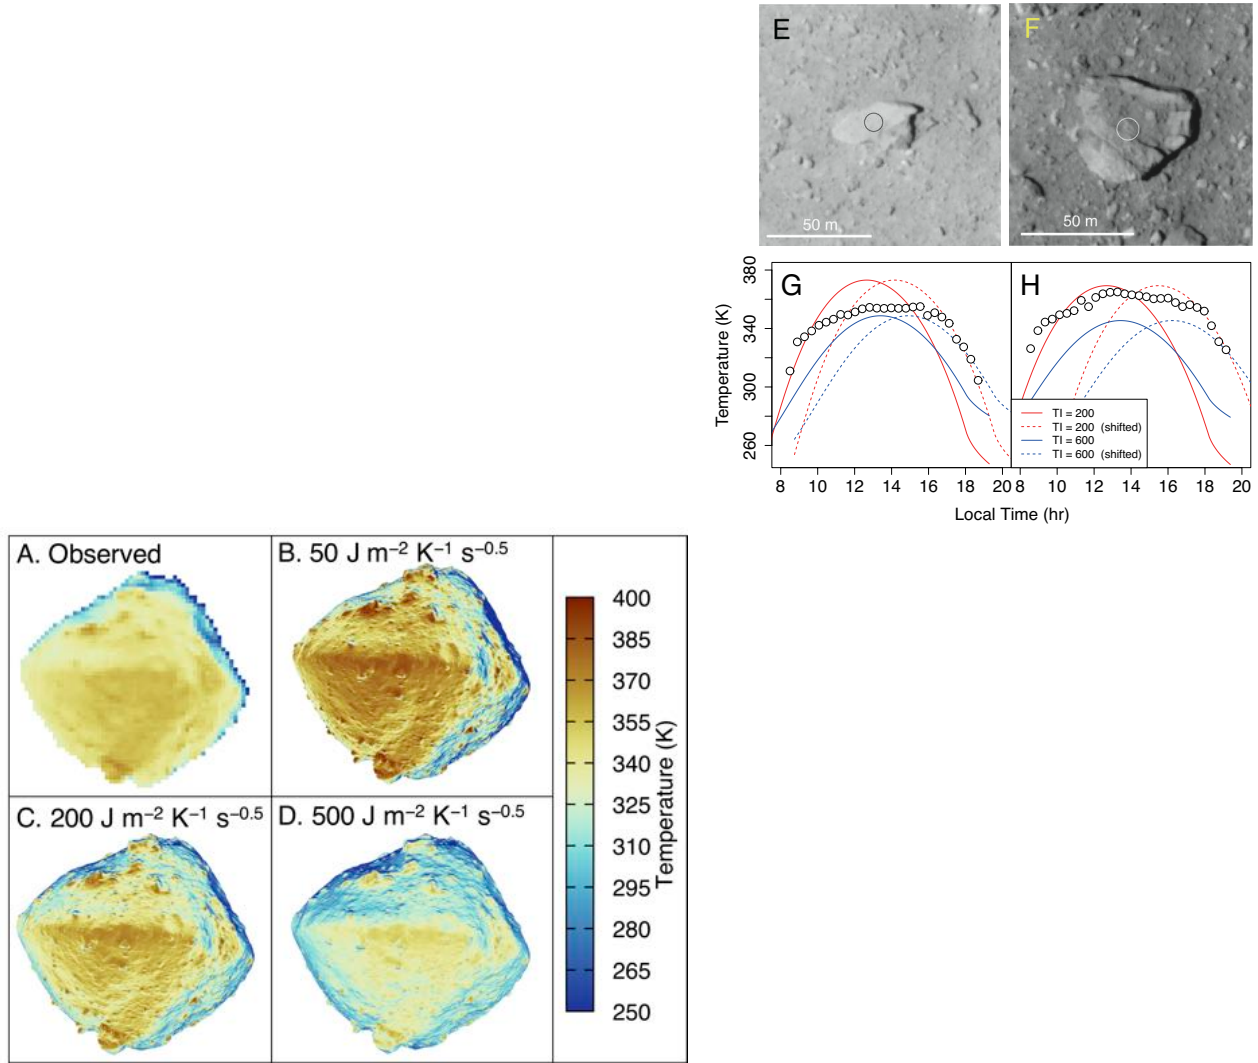 E
F
50 m
50 m
G
H
Temperature (K)
380
340
300
260
TI = 200
TI = 200 (shifted)
TI = 600
TI = 600 (shifted)
8 10 12 14 16 18 20 8 10 12 14 16 18 20
Local Time (hr)
A. Observed
B. 50 J m⁻² K⁻¹ s⁻⁰·⁵
C. 200 J m⁻² K⁻¹ s⁻⁰·⁵
D. 500 J m⁻² K⁻¹ s⁻⁰·⁵
400
385
370
355
340
325
310
295
280
265
250
Temperature (K)